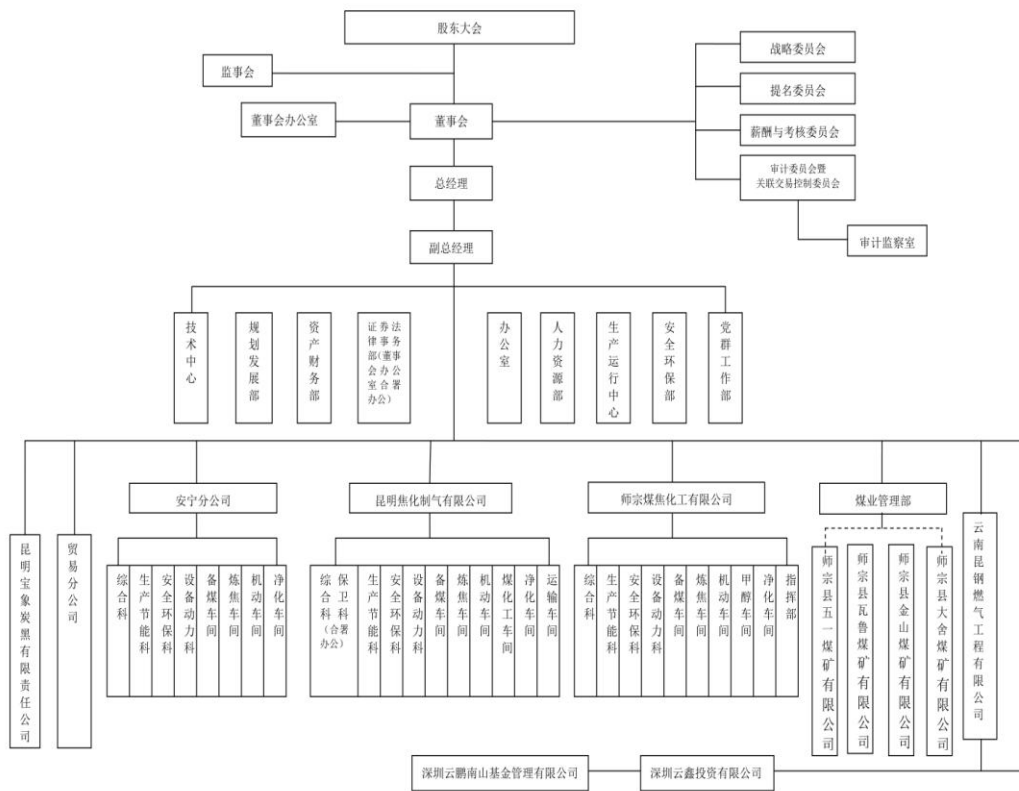 股东大会
监事会
战略委员会
提名委员会
董事会办公室
董事会
薪酬与考核委员会
总经理
审计委员会暨
关联交易控制委员会
副总经理
审计监察室
技术中心
规划发展部
资产财务部
证券法
律事务
部(董事
会办公
室合署
办公)
办公室
人力资源部
生产运行中心
安全环保部
党群工作部
安宁分公司
昆明焦化制气有限公司
师宗煤焦化工有限公司
煤业管理部
昆明宝象炭黑有限责任公司
贸易分公司
综合科
生产节能科
安全环保科
设备动力科
备煤车间
炼焦车间
机动车间
净化车间
综合科
保卫科
(合署
办公)
生产节能科
安全环保科
设备动力科
备煤车间
炼焦车间
机动车间
煤化工车间
净化车间
运输车间
综合科
生产节能科
安全环保科
设备动力科
备煤车间
炼焦车间
机动车间
甲醇车间
净化车间
指挥部
师宗县五一煤矿有限公司
师宗县瓦鲁煤矿有限公司
师宗县金山煤矿有限公司
师宗县大舍煤矿有限公司
云南昆钢燃气工程有限公司
深圳云鹏南山基金管理有限公司
深圳云鑫投资有限公司